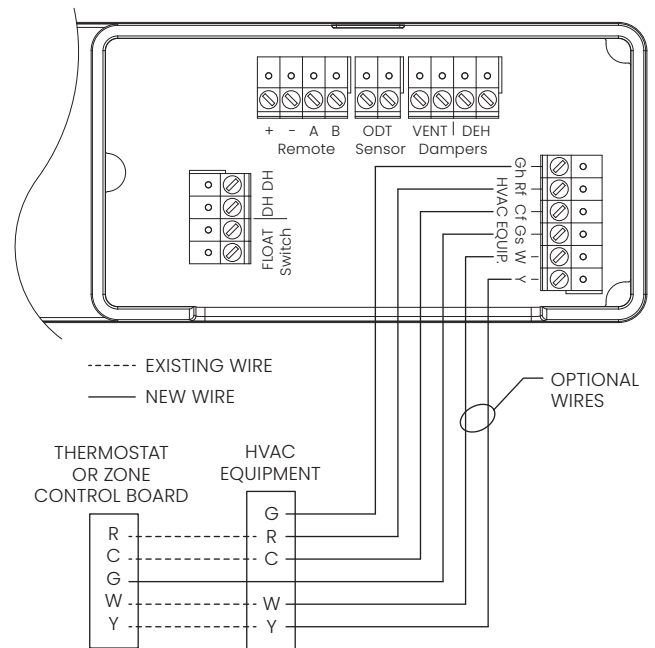 + - A B ODT VENT DEH
Remote Sensor Dampers
DH DH
FLOAT
Switch
Gh
Rf
Cf
Gs
W
Y
HVAC EQUIP.
EXISTING WIRE
NEW WIRE
OPTIONAL
WIRES
THERMOSTAT
OR ZONE
CONTROL BOARD
HVAC
EQUIPMENT
R
C
G
W
Y
G
R
C
W
Y